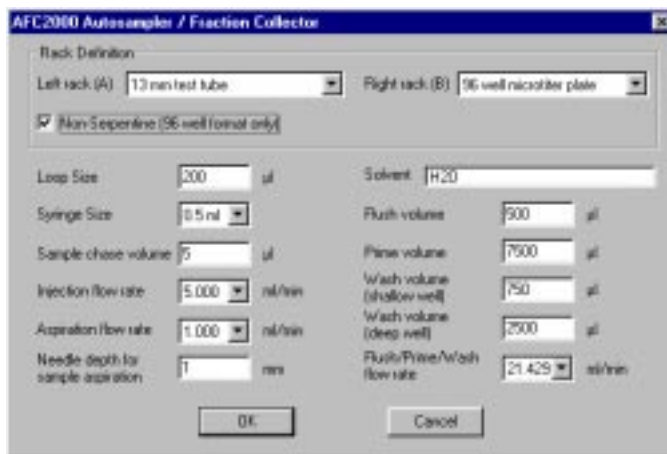 AFC2000 Autosampler / Fraction Collector
Rack Definition
Left rack (A) 13 mm test tube Right rack (B) 96 well microtiter plate
Non-Serpentine (96 well format only)
Loop Size 200 µl Solvent H2O
Syringe Size 0.5 ml Flush volume 500 µl
Sample chase volume 5 µl Prime volume 7500 µl
Injection flow rate 5.000 ml/min Wash volume (shallow well) 750 µl
Aspiration flow rate 1.000 ml/min Wash volume (deep well) 2500 µl
Needle depth for sample aspiration 1 mm Flush/Prime/Wash flow rate 21.429 ml/min
OK Cancel